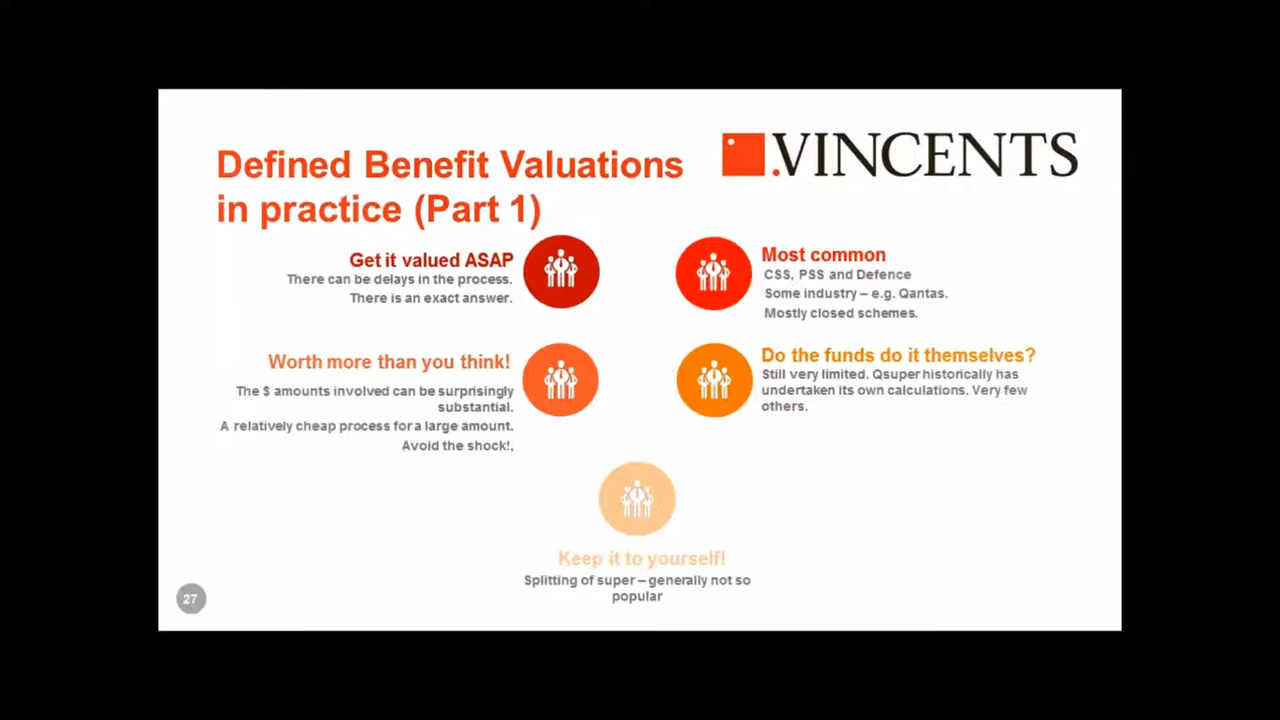 Defined Benefit Valuations
in practice (Part 1)
.VINCENTS
Get it valued ASAP
There can be delays in the process.
There is an exact answer.
Most common
CSS, PSS and Defence
Some industry – e.g. Qantas.
Mostly closed schemes.
Worth more than you think!
The $ amounts involved can be surprisingly
substantial.
A relatively cheap process for a large amount.
Avoid the shock!,
Do the funds do it themselves?
Still very limited. Qsuper historically has
undertaken its own calculations. Very few
others.
Keep it to yourself!
Splitting of super – generally not so
popular
27